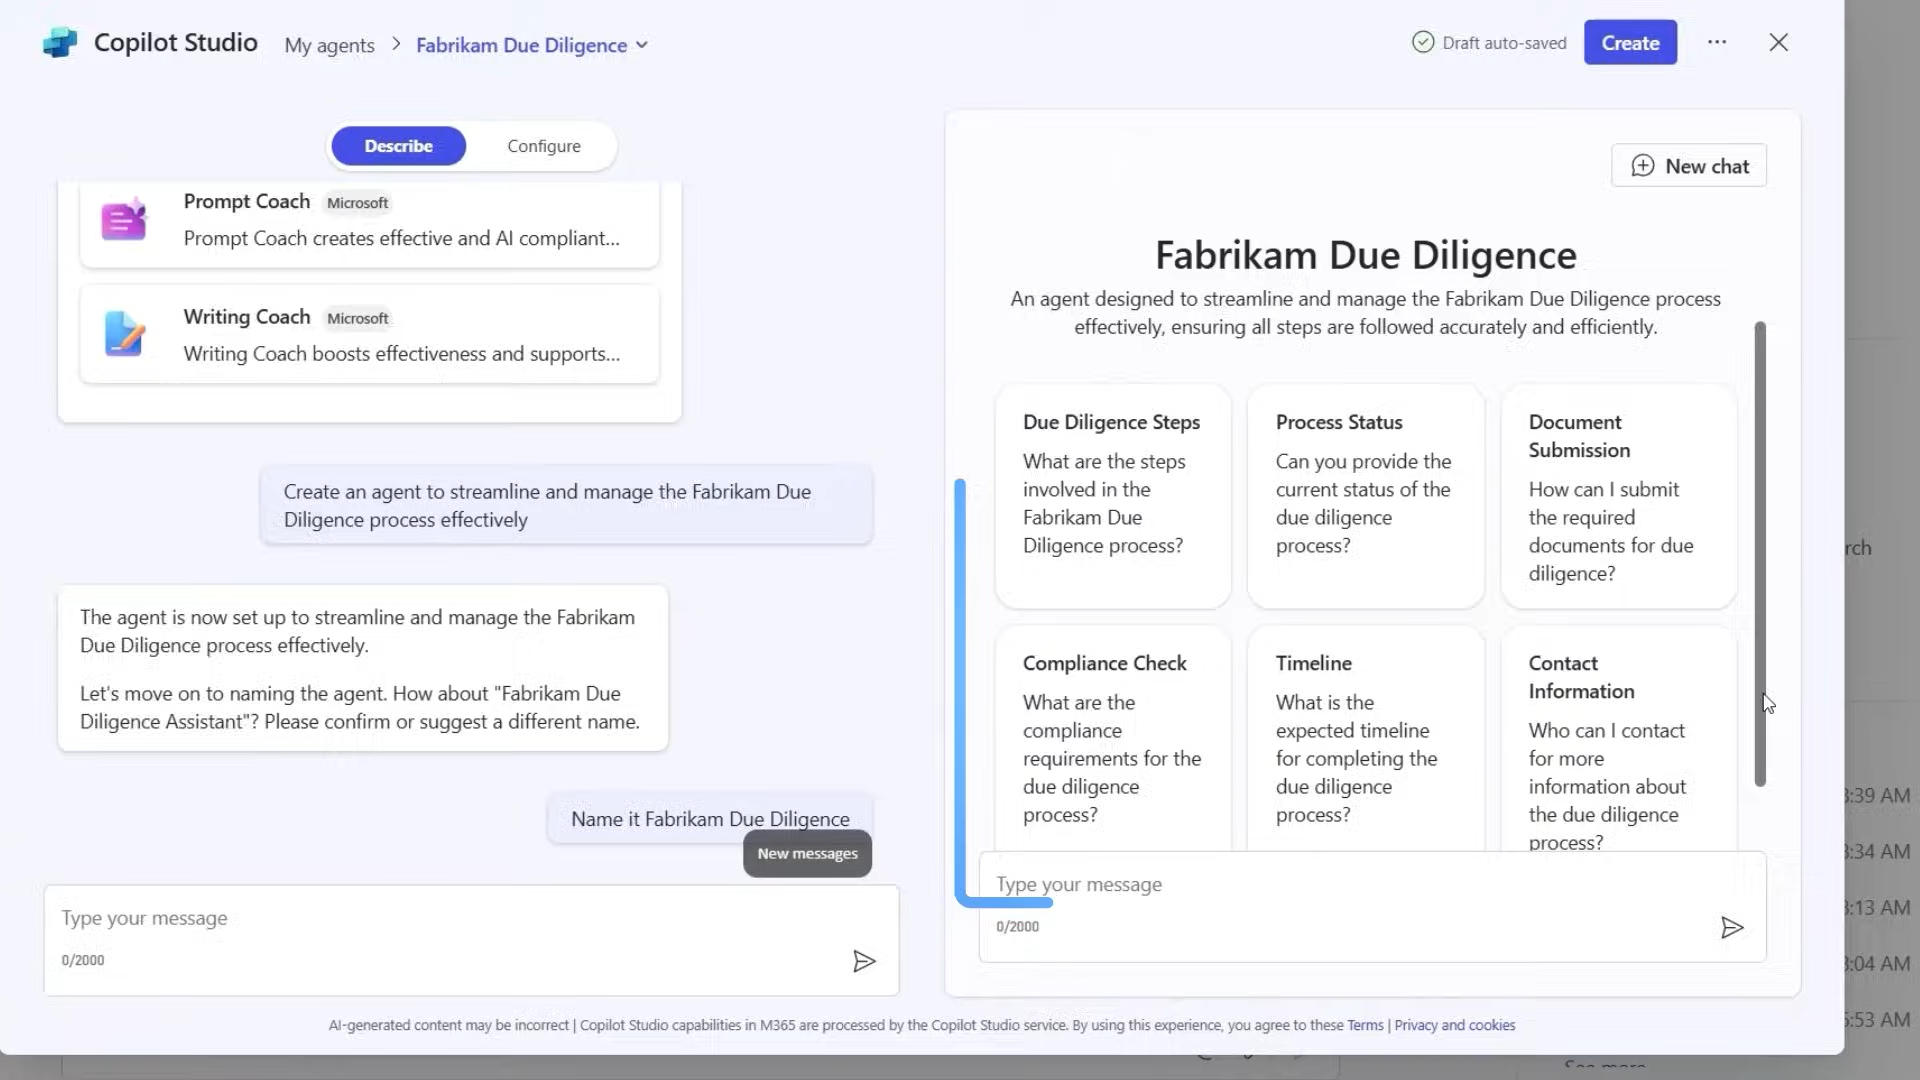 Copilot Studio
My agents > Fabrikam Due Diligence
Draft auto-saved
Create
Describe
Configure
Prompt Coach Microsoft
Prompt Coach creates effective and AI compliant...
Writing Coach Microsoft
Writing Coach boosts effectiveness and supports...
Create an agent to streamline and manage the Fabrikam Due
Diligence process effectively
The agent is now set up to streamline and manage the Fabrikam
Due Diligence process effectively.
Let's move on to naming the agent. How about "Fabrikam Due
Diligence Assistant"? Please confirm or suggest a different name.
Name it Fabrikam Due Diligence
New messages
Type your message
0/2000
New chat
Fabrikam Due Diligence
An agent designed to streamline and manage the Fabrikam Due Diligence process
effectively, ensuring all steps are followed accurately and efficiently.
Due Diligence Steps
What are the steps
involved in the
Fabrikam Due
Diligence process?
Process Status
Can you provide the
current status of the
due diligence
process?
Document
Submission
How can I submit
the required
documents for due
diligence?
Compliance Check
What are the
compliance
requirements for the
due diligence
process?
Timeline
What is the
expected timeline
for completing the
due diligence
process?
Contact
Information
Who can I contact
for more
information about
the due diligence
process?
Type your message
0/2000
AI-generated content may be incorrect | Copilot Studio capabilities in M365 are processed by the Copilot Studio service. By using this experience, you agree to these Terms | Privacy and cookies
rch
:39 AM
:34 AM
:13 AM
:04 AM
:53 AM